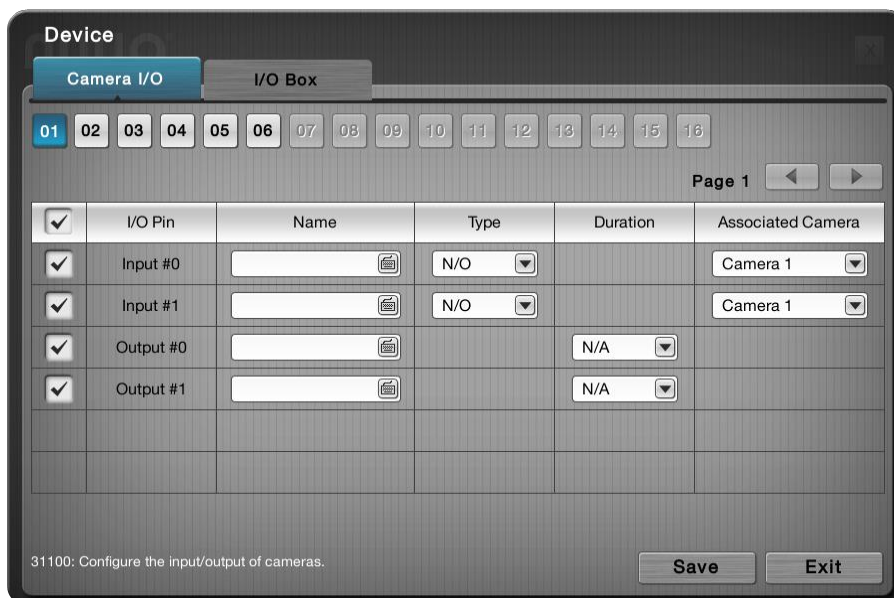 Device
Camera I/O I/O Box
01 02 03 04 05 06 07 08 09 10 11 12 13 14 15 16
Page 1
I/O Pin Name Type Duration Associated Camera
Input #0 N/O Camera 1
Input #1 N/O Camera 1
Output #0 N/A
Output #1 N/A
31100: Configure the input/output of cameras.
Save Exit